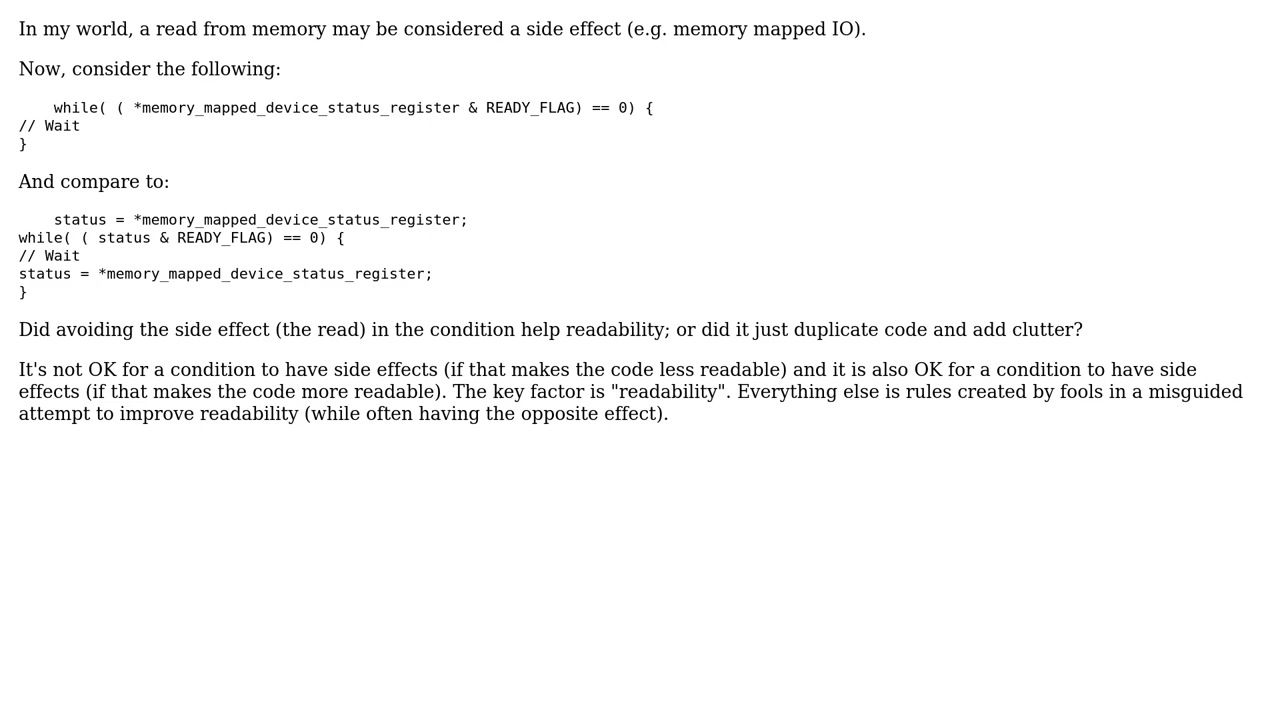 In my world, a read from memory may be considered a side effect (e.g. memory mapped IO).
Now, consider the following:
while( ( *memory_mapped_device_status_register & READY_FLAG) == 0) {
// Wait
}
And compare to:
status = *memory_mapped_device_status_register;
while( ( status & READY_FLAG) == 0) {
// Wait
status = *memory_mapped_device_status_register;
}
Did avoiding the side effect (the read) in the condition help readability; or did it just duplicate code and add clutter?
It's not OK for a condition to have side effects (if that makes the code less readable) and it is also OK for a condition to have side
effects (if that makes the code more readable). The key factor is "readability". Everything else is rules created by fools in a misguided
attempt to improve readability (while often having the opposite effect).